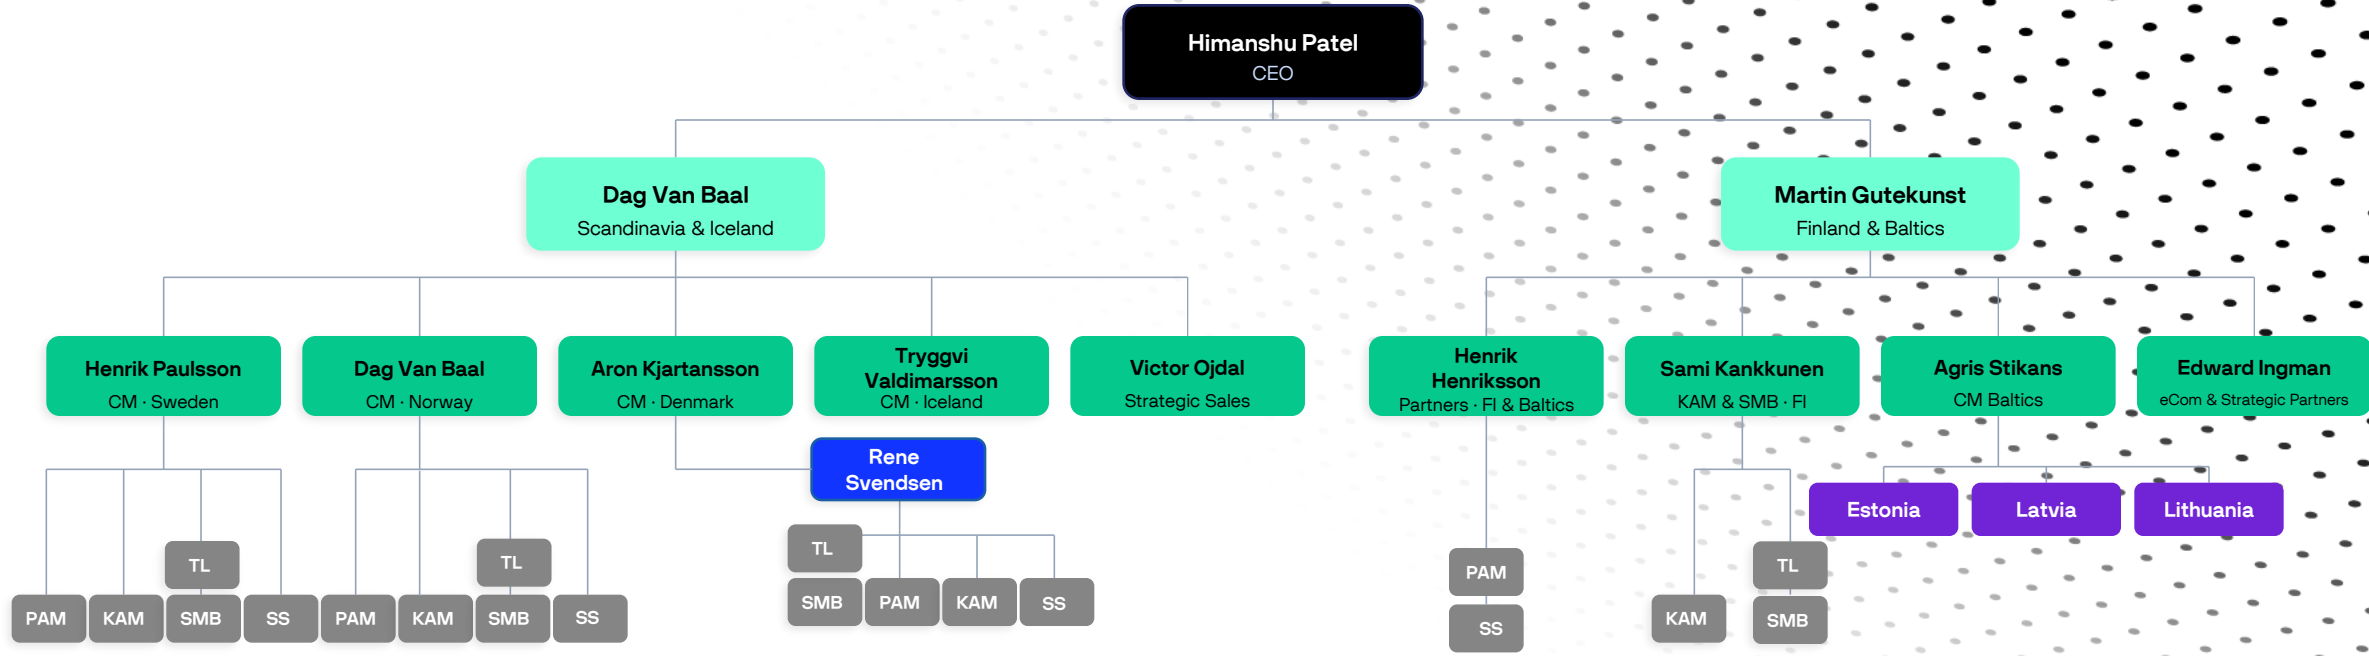 Himanshu Patel
CEO
Dag Van Baal
Scandinavia & Iceland
Martin Gutekunst
Finland & Baltics
Henrik Paulsson
CM · Sweden
Dag Van Baal
CM · Norway
Aron Kjartansson
CM · Denmark
Tryggvi
Valdimarsson
CM · Iceland
Victor Ojdal
Strategic Sales
Henrik
Henriksson
Partners · FI & Baltics
Sami Kankkunen
KAM & SMB · FI
Agris Stikans
CM Baltics
Edward Ingman
eCom & Strategic Partners
Rene
Svendsen
Estonia
Latvia
Lithuania
TL
PAM
KAM
SMB
SS
TL
PAM
KAM
SMB
SS
TL
SMB
PAM
KAM
SS
PAM
SS
KAM
TL
SMB